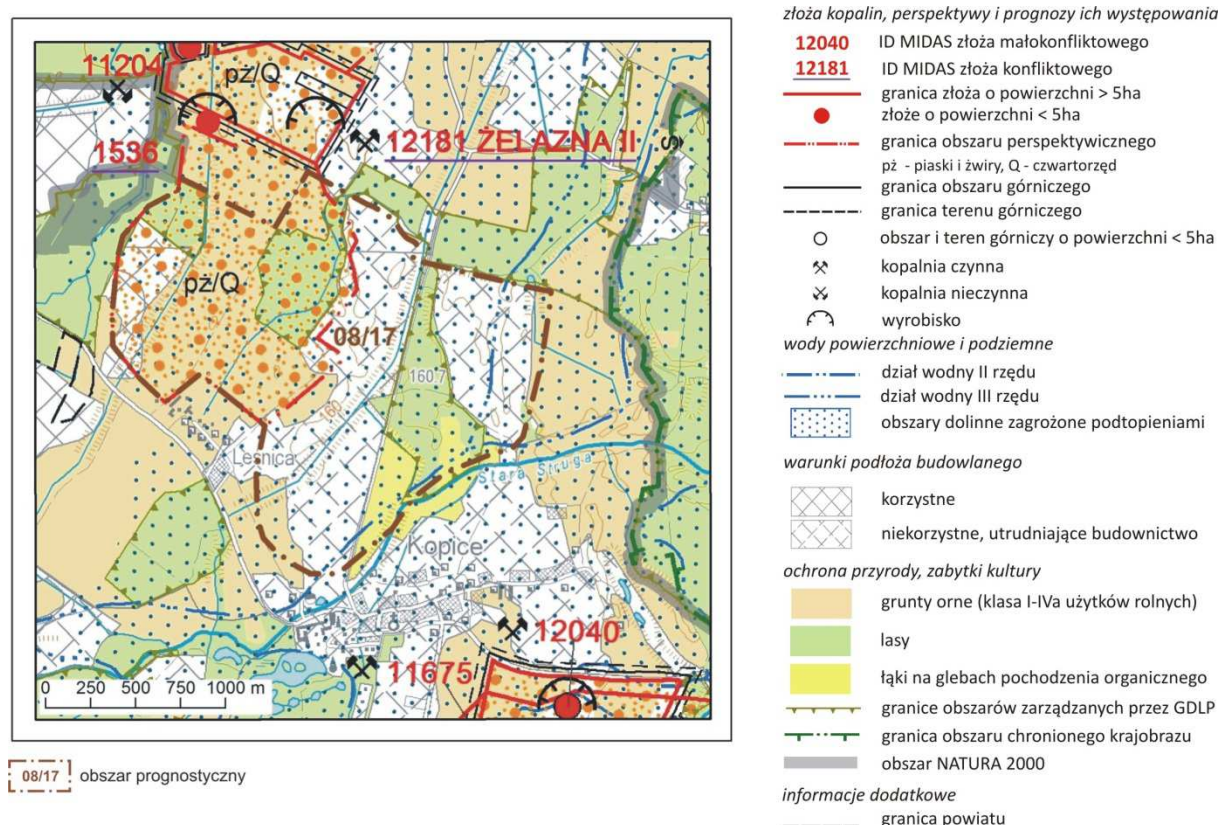 11204
pż/Q
1536
12181 ŻELAZNA II
Ś
pż/Q
08/17
160,7
160
Leśnica
Stara Struga
Kopice
12040
11675
0 250 500 750 1000 m
08/17 obszar prognostyczny
złoża kopalin, perspektywy i prognozy ich występowania
12040 ID MIDAS złoża małokonfliktowego
12181 ID MIDAS złoża konfliktowego
granica złoża o powierzchni > 5ha
złoże o powierzchni < 5ha
granica obszaru perspektywicznego
pż - piaski i żwiry, Q - czwartorzęd
granica obszaru górniczego
granica terenu górniczego
obszar i teren górniczy o powierzchni < 5ha
kopalnia czynna
kopalnia nieczynna
wyrobisko
wody powierzchniowe i podziemne
dział wodny II rzędu
dział wodny III rzędu
obszary dolinne zagrożone podtopieniami
warunki podłoża budowlanego
korzystne
niekorzystne, utrudniające budownictwo
ochrona przyrody, zabytki kultury
grunty orne (klasa I-IVa użytków rolnych)
lasy
łąki na glebach pochodzenia organicznego
granice obszarów zarządzanych przez GDLP
granica obszaru chronionego krajobrazu
obszar NATURA 2000
informacje dodatkowe
granica powiatu